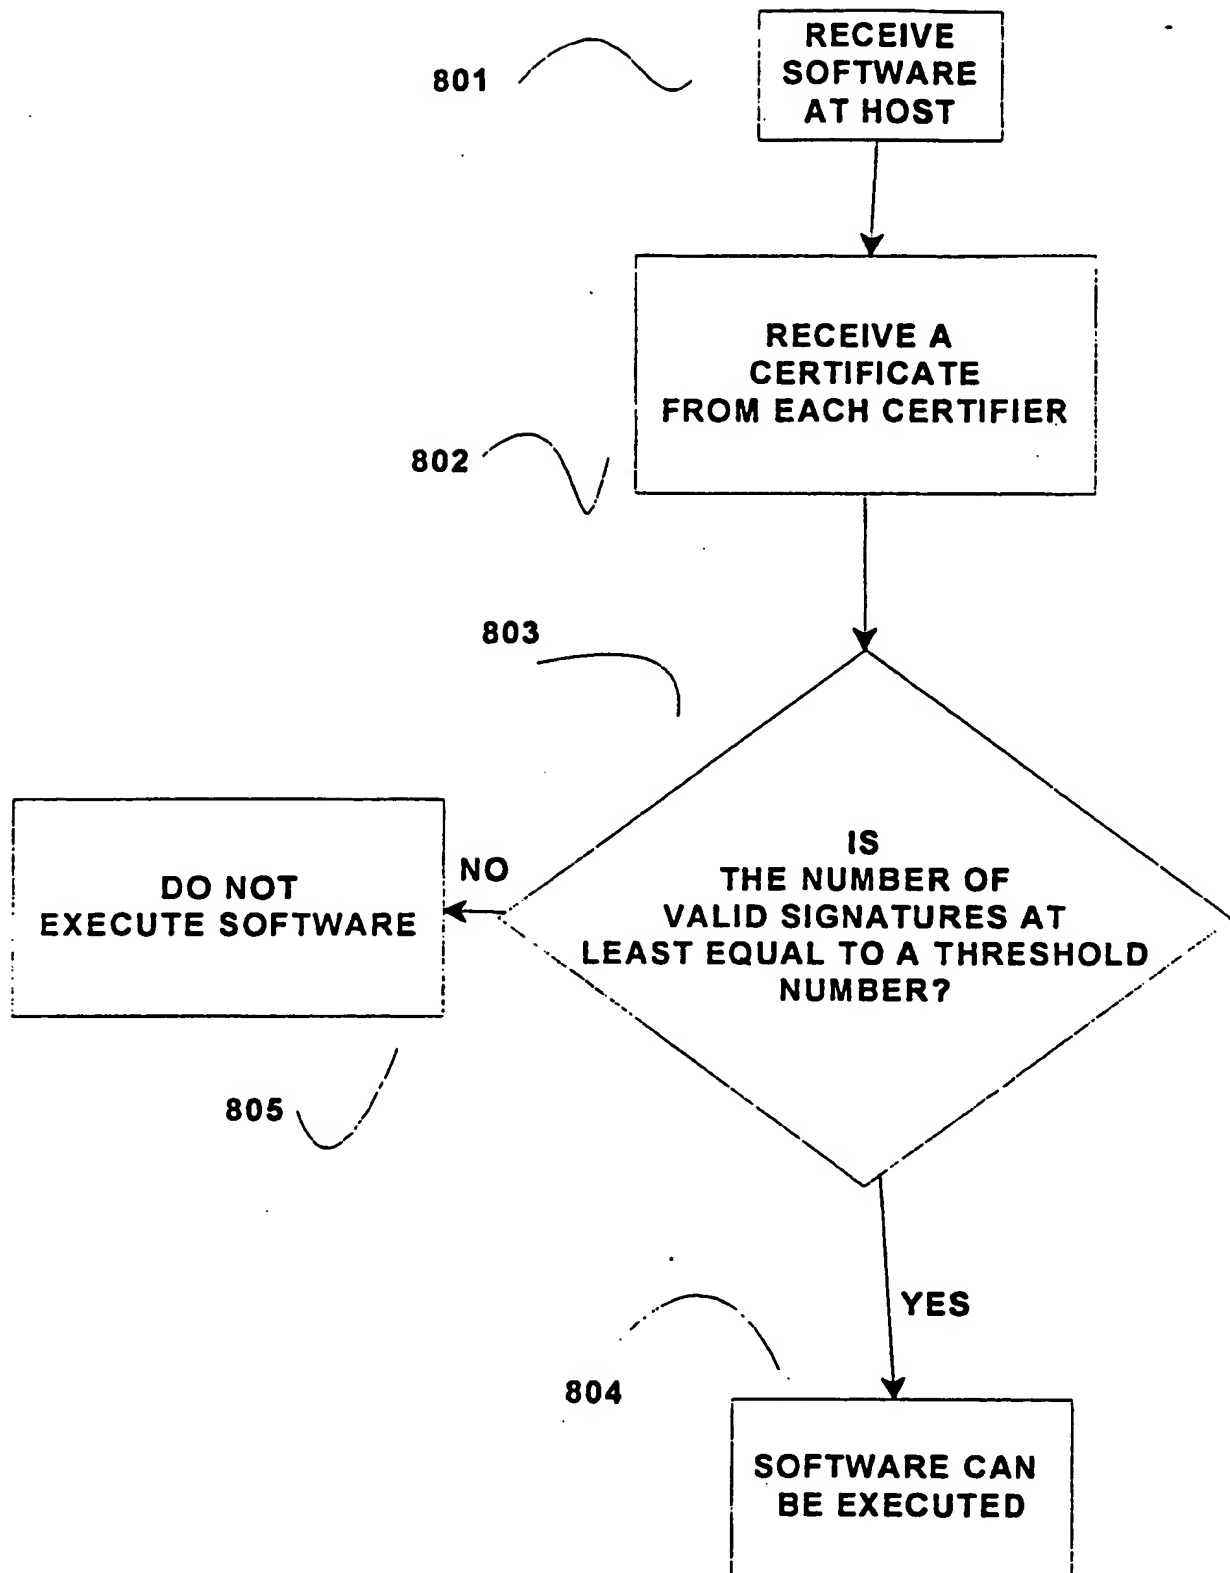 801
RECEIVE
SOFTWARE
AT HOST
RECEIVE A
CERTIFICATE
FROM EACH CERTIFIER
802
803
IS
THE NUMBER OF
VALID SIGNATURES AT
LEAST EQUAL TO A THRESHOLD
NUMBER?
NO
DO NOT
EXECUTE SOFTWARE
805
YES
804
SOFTWARE CAN
BE EXECUTED